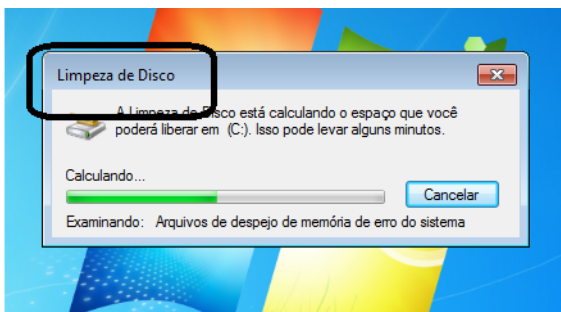 Limpeza de Disco
A Limpeza de Disco está calculando o espaço que você
poderá liberar em (C:). Isso pode levar alguns minutos.
Calculando...
Cancelar
Examinando: Arquivos de despejo de memória de erro do sistema